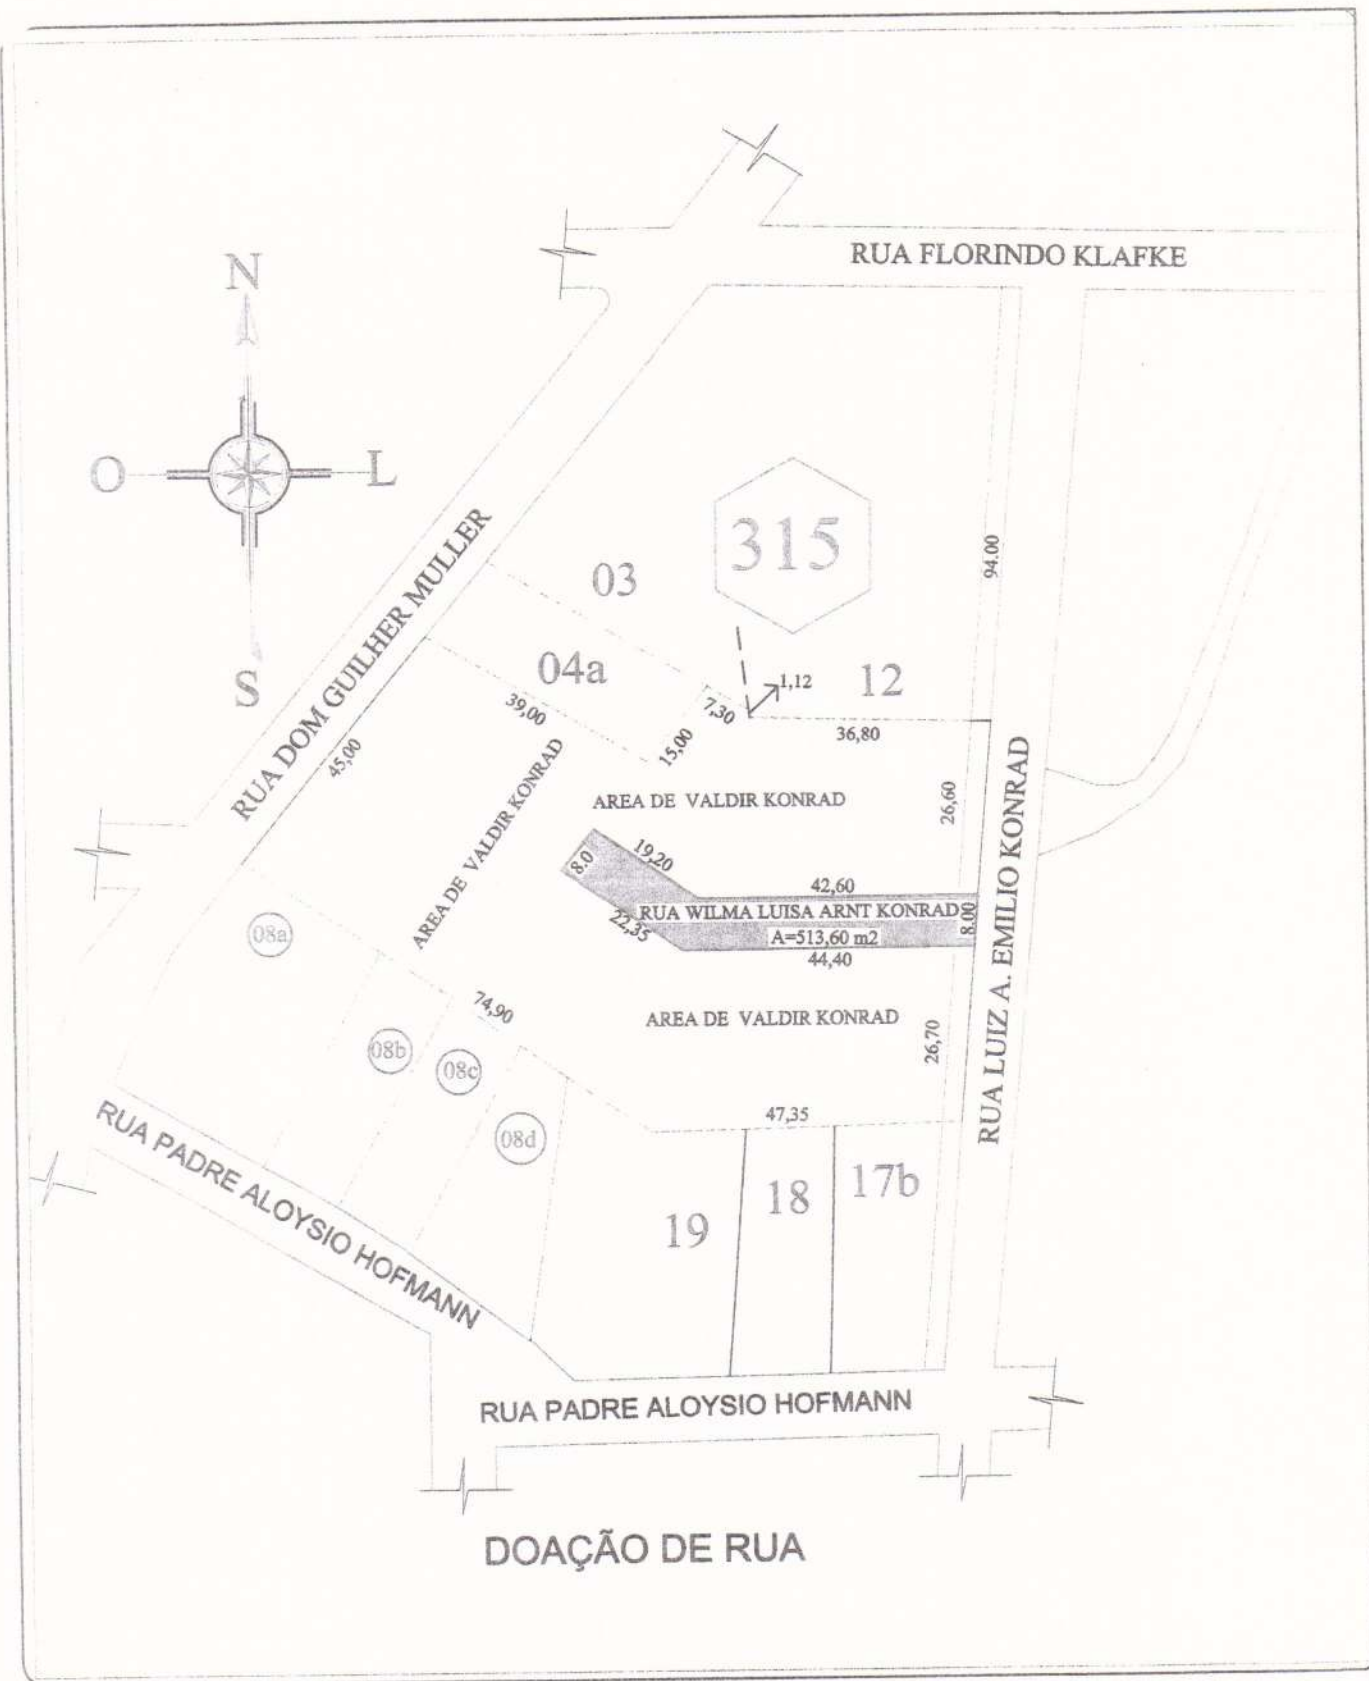 RUA FLORINDO KLAFKE
N
O
L
S
RUA DOM GUILHER MULLER
315
94.00
03
04a
12
1,12
7,30
39,00
15,00
36,80
45,00
AREA DE VALDIR KONRAD
AREA DE VALDIR KONRAD
26,60
RUA LUIZ A. EMILIO KONRAD
8.0
19,20
42,60
RUA WILMA LUISA ARNT KONRAD
8.00
22,35
A=513,60 m2
44,40
08a
74,90
AREA DE VALDIR KONRAD
26,70
08b
08c
08d
47,35
RUA PADRE ALOYSIO HOFMANN
19
18
17b
RUA PADRE ALOYSIO HOFMANN
DOAÇÃO DE RUA